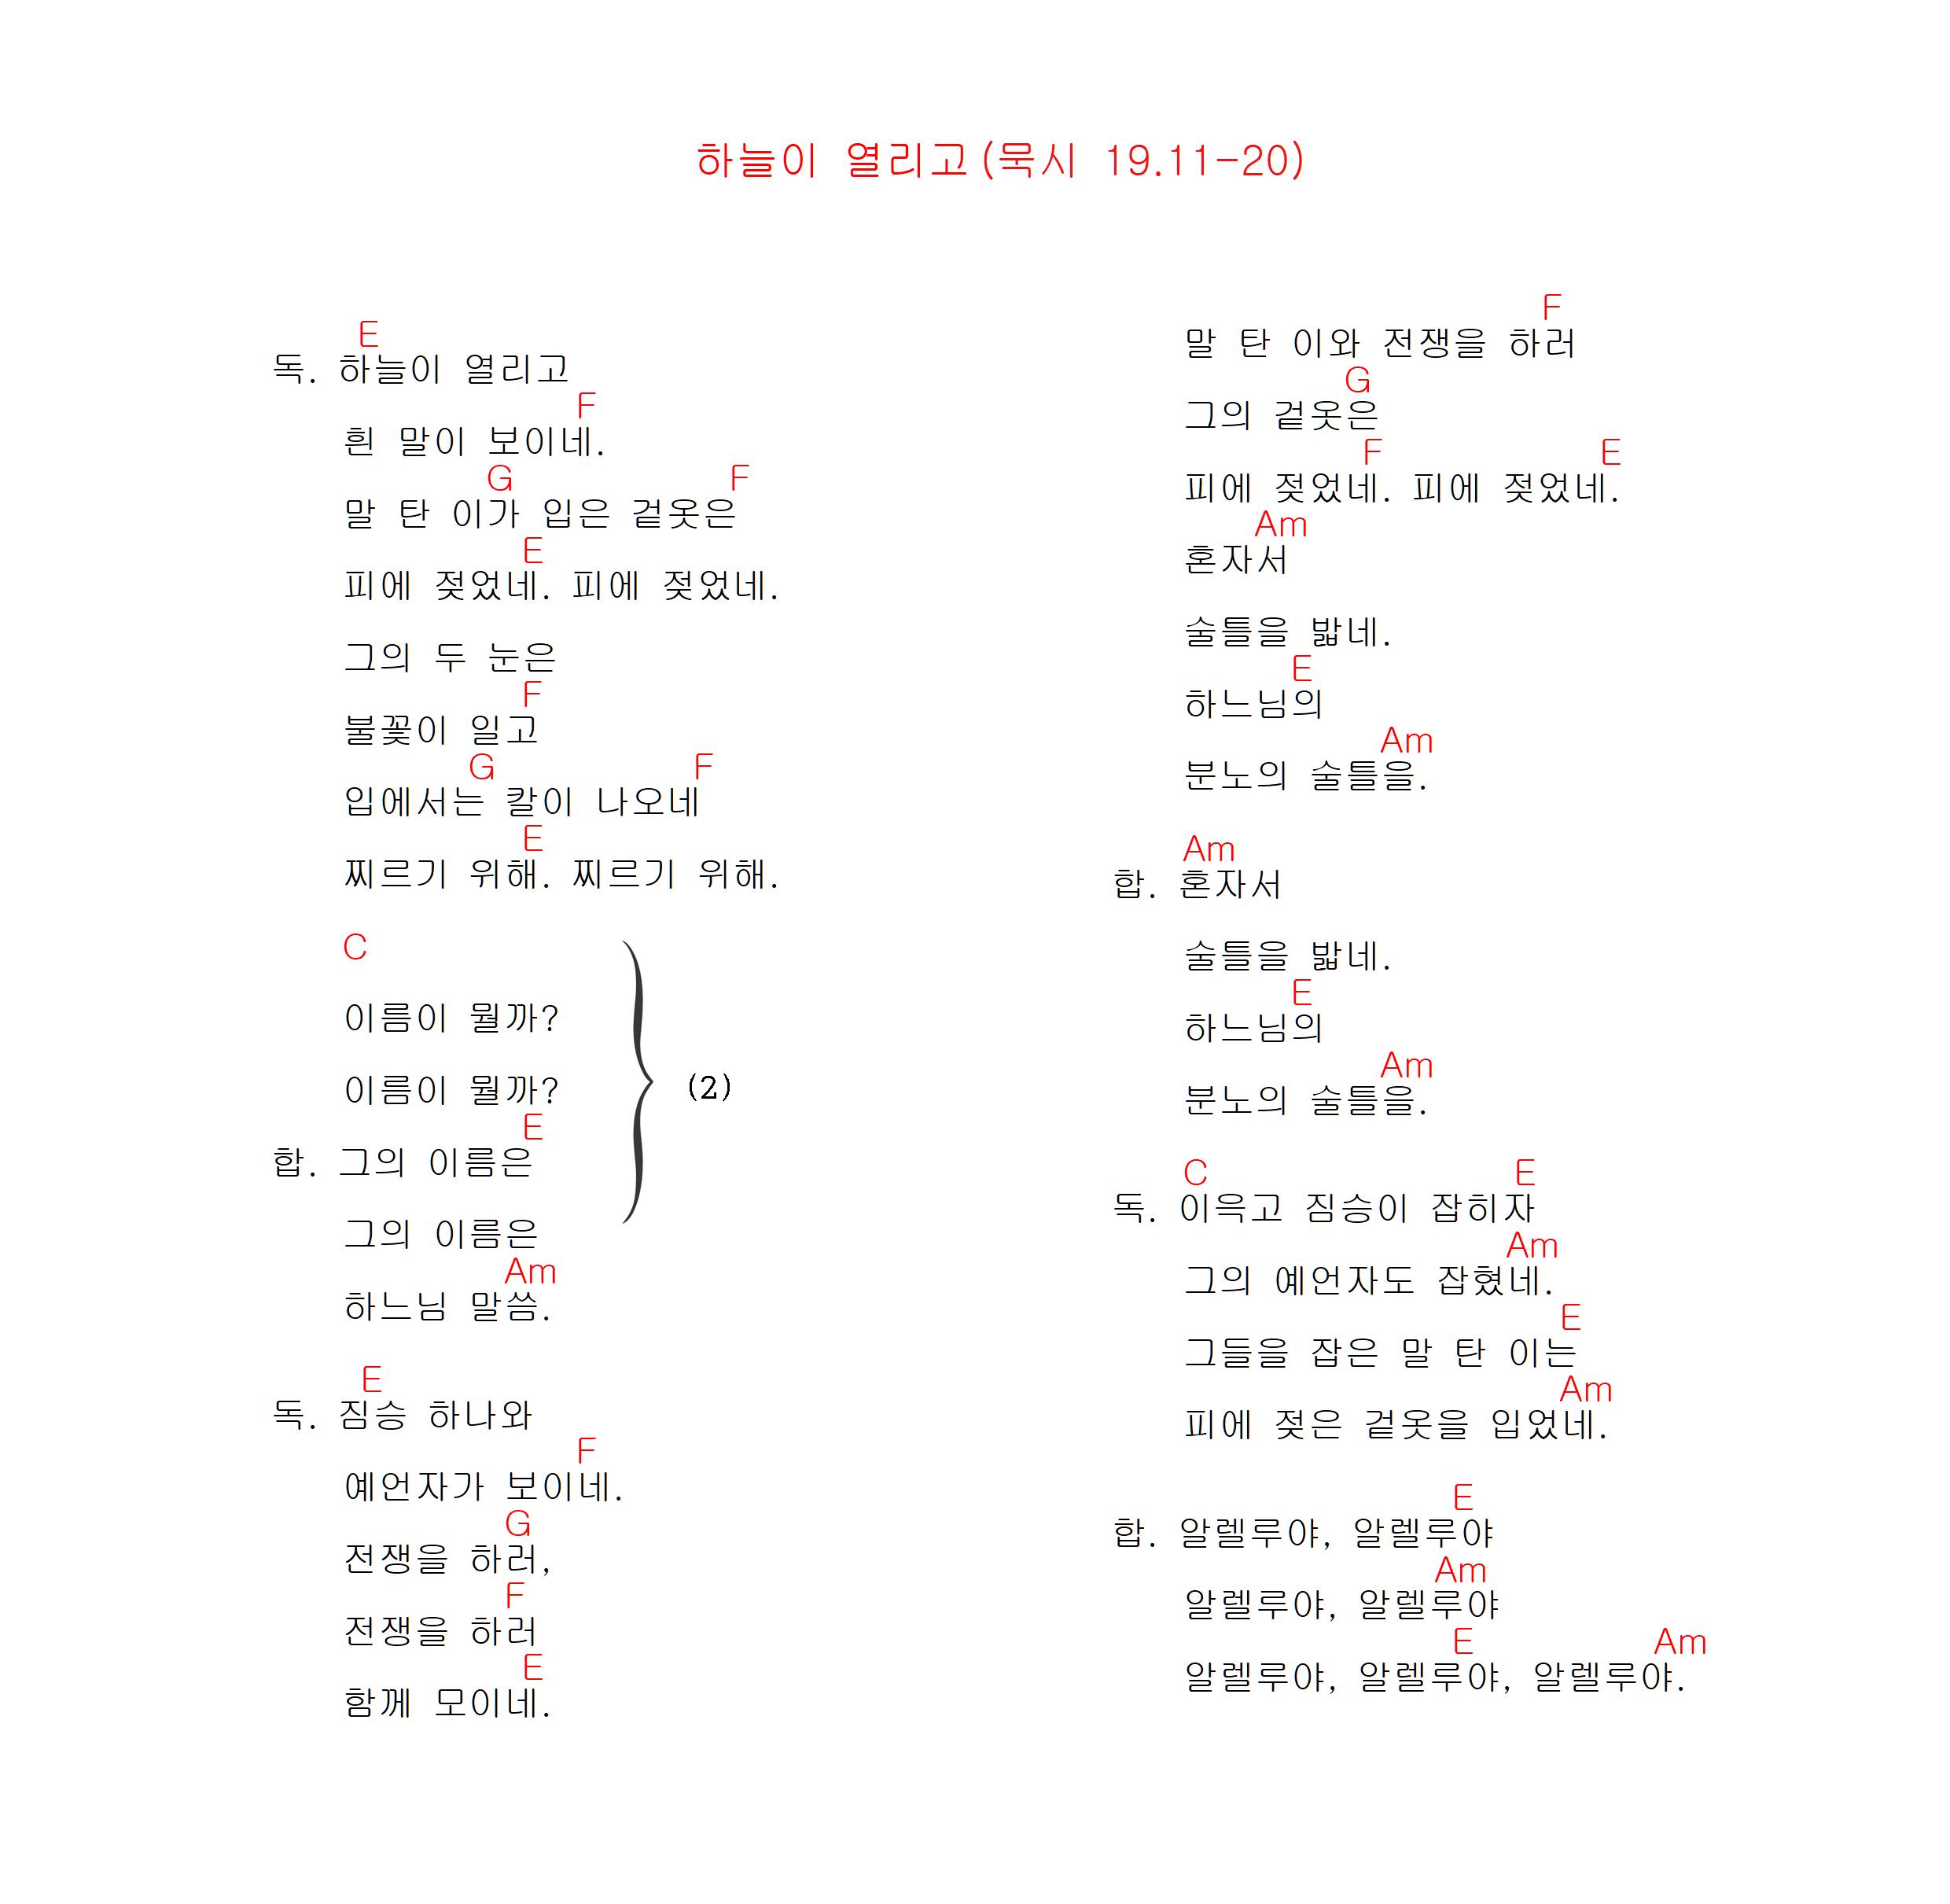 하늘이 열리고(묵시 19.11-20)
E
독. 하늘이 열리고
F
흰 말이 보이네.
G F
말 탄 이가 입은 겉옷은
E
피에 젖었네. 피에 젖었네.
그의 두 눈은
F
불꽃이 일고
G F
입에서는 칼이 나오네
E
찌르기 위해. 찌르기 위해.
C
이름이 뭘까?
이름이 뭘까?
(2)
E
합. 그의 이름은
그의 이름은
Am
하느님 말씀.
E
독. 짐승 하나와
F
예언자가 보이네.
G
전쟁을 하러,
F
전쟁을 하러
E
함께 모이네.
F
말 탄 이와 전쟁을 하러
G
그의 겉옷은
F E
피에 젖었네. 피에 젖었네.
Am
혼자서
술틀을 밟네.
E
하느님의
Am
분노의 술틀을.
Am
합. 혼자서
술틀을 밟네.
E
하느님의
Am
분노의 술틀을.
C E
독. 이윽고 짐승이 잡히자
Am
그의 예언자도 잡혔네.
E
그들을 잡은 말 탄 이는
Am
피에 젖은 겉옷을 입었네.
E
합. 알렐루야, 알렐루야
Am
알렐루야, 알렐루야
E Am
알렐루야, 알렐루야, 알렐루야.